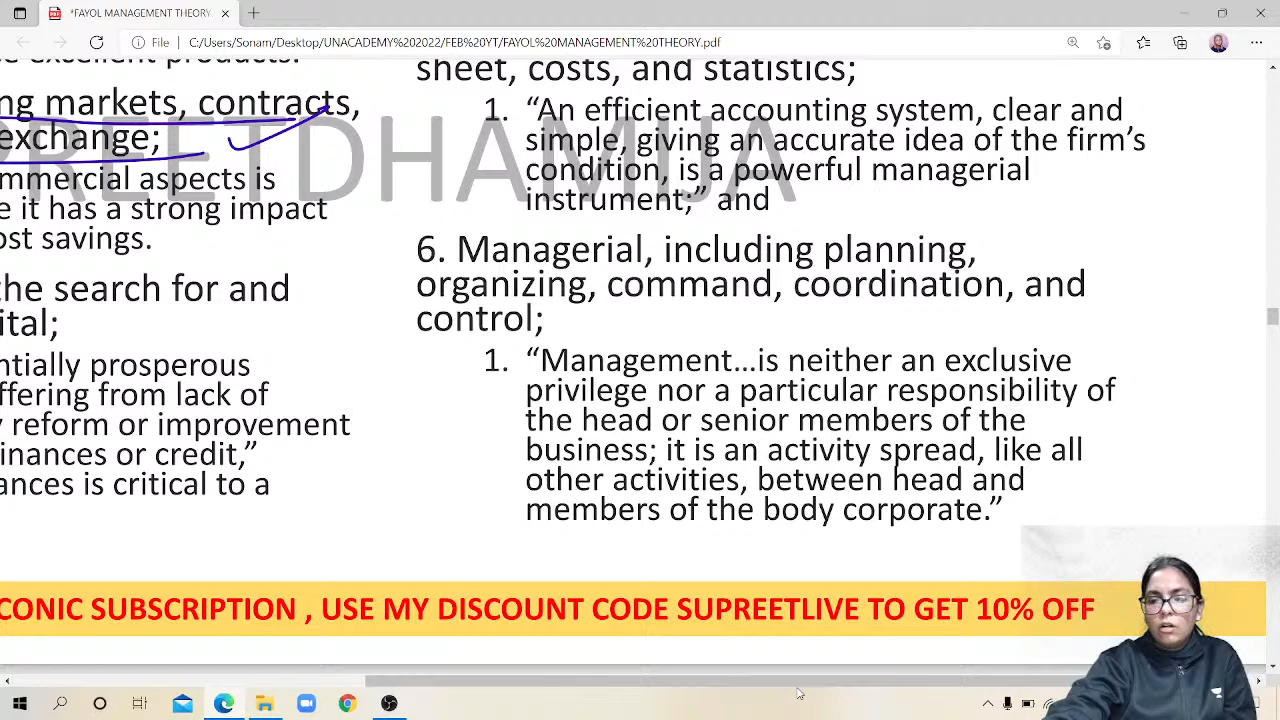 *FAYOL MANAGEMENT THEORY.
File
C:/Users/Sonam/Desktop/UNACADEMY%202022/FEB%20YT/FAYOL%20MANAGEMENT%20THEORY.pdf
excellent products.
ng markets, contracts,
exchange;
mmercial aspects is
e it has a strong impact
ost savings.
the search for and
ital;
ntially prosperous
ffering from lack of
y reform or improvement
inances or credit,”
ances is critical to a
sheet, costs, and statistics;
1. “An efficient accounting system, clear and
simple, giving an accurate idea of the firm’s
condition, is a powerful managerial
instrument;” and
6. Managerial, including planning,
organizing, command, coordination, and
control;
1. “Management...is neither an exclusive
privilege nor a particular responsibility of
the head or senior members of the
business; it is an activity spread, like all
other activities, between head and
members of the body corporate.”
PREETDHAMIJA
CONIC SUBSCRIPTION , USE MY DISCOUNT CODE SUPREETLIVE TO GET 10% OFF